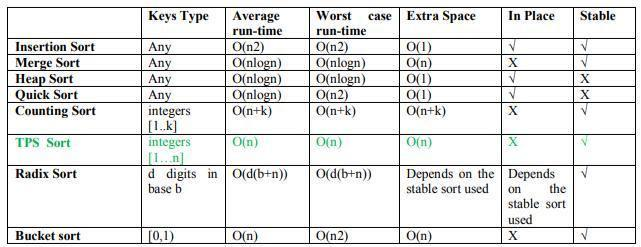 Keys Type Average Worst case Extra Space In Place Stable
run-time run-time
Insertion Sort Any O(n2) O(n2) O(1) √ √
Merge Sort Any O(nlogn) O(nlogn) O(n) X √
Heap Sort Any O(nlogn) O(nlogn) O(1) √ X
Quick Sort Any O(nlogn) O(n2) O(1) √ X
Counting Sort integers O(n+k) O(n+k) O(n+k) X √
[1..k]
TPS Sort integers O(n) O(n) O(n) X √
[1…n]
Radix Sort d digits in O(d(b+n)) O(d(b+n)) Depends on the Depends √
base b stable sort used on the
stable sort
used
Bucket sort [0,1) O(n) O(n2) O(n) X √